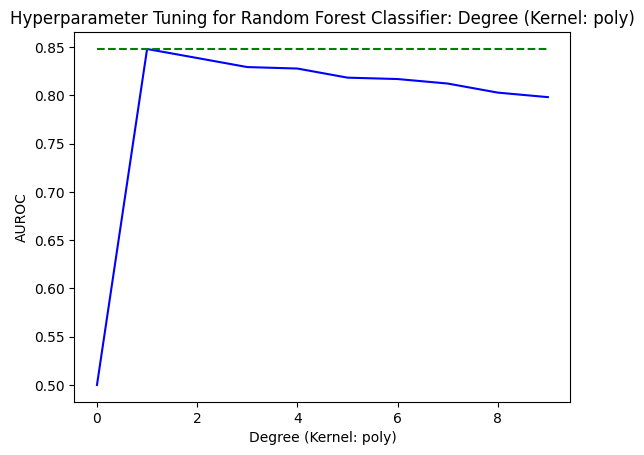 Hyperparameter Tuning for Random Forest Classifier: Degree (Kernel: poly)
0.85
0.80
0.75
0.70
0.65
0.60
0.55
0.50
AUROC
0 2 4 6 8
Degree (Kernel: poly)